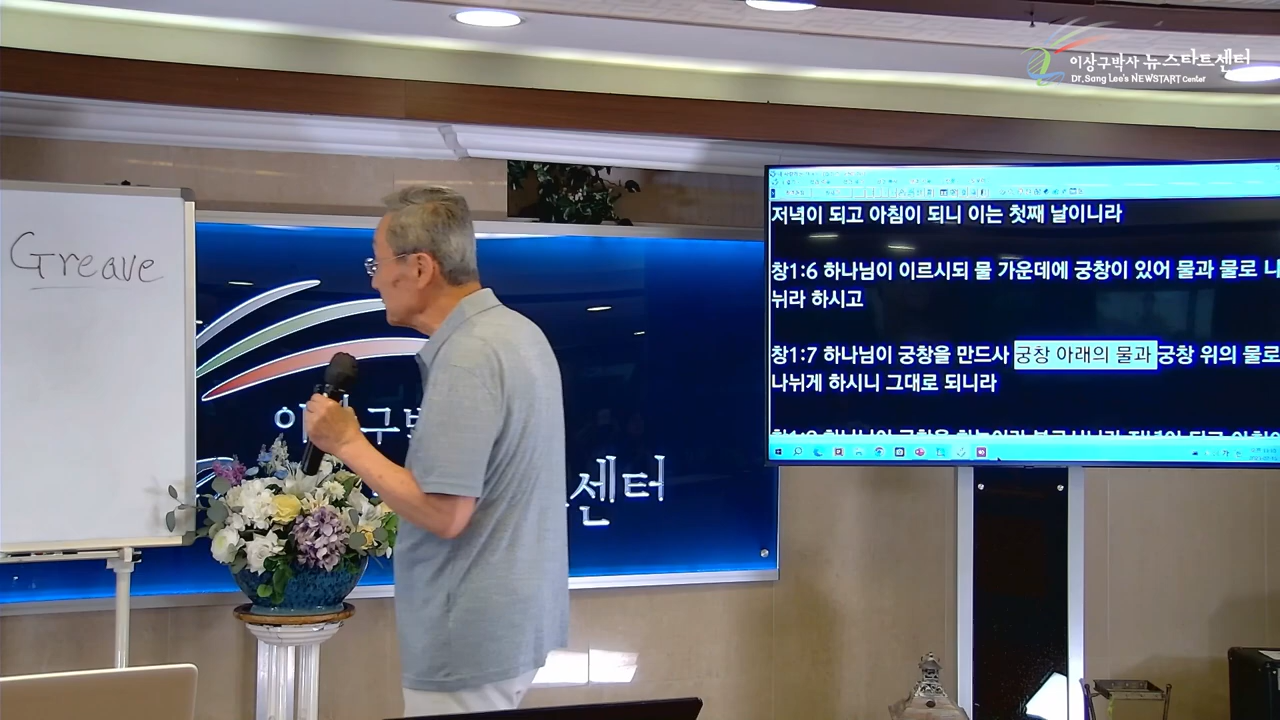 이상구박사 뉴스타트센터
Dr. Sang Lee's NEWSTART Center
Greave
저녁이 되고 아침이 되니 이는 첫째 날이니라
창1:6 하나님이 이르시되 물 가운데에 궁창이 있어 물과 물로 나
뉘라 하시고
창1:7 하나님이 궁창을 만드사 궁창 아래의 물과 궁창 위의 물로
나뉘게 하시니 그대로 되니라
센터